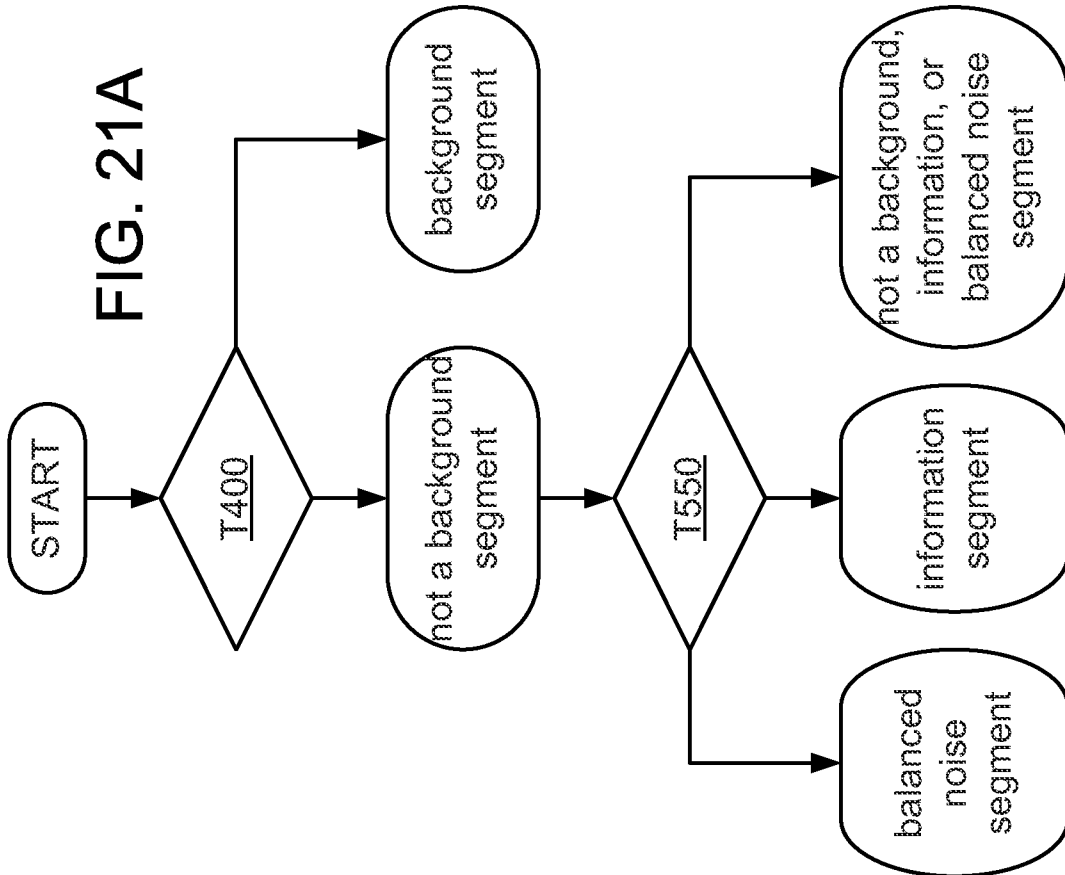 FIG. 21A
START
T400
background
segment
not a background
segment
T550
balanced
noise
segment
information
segment
not a background,
information, or
balanced noise
segment